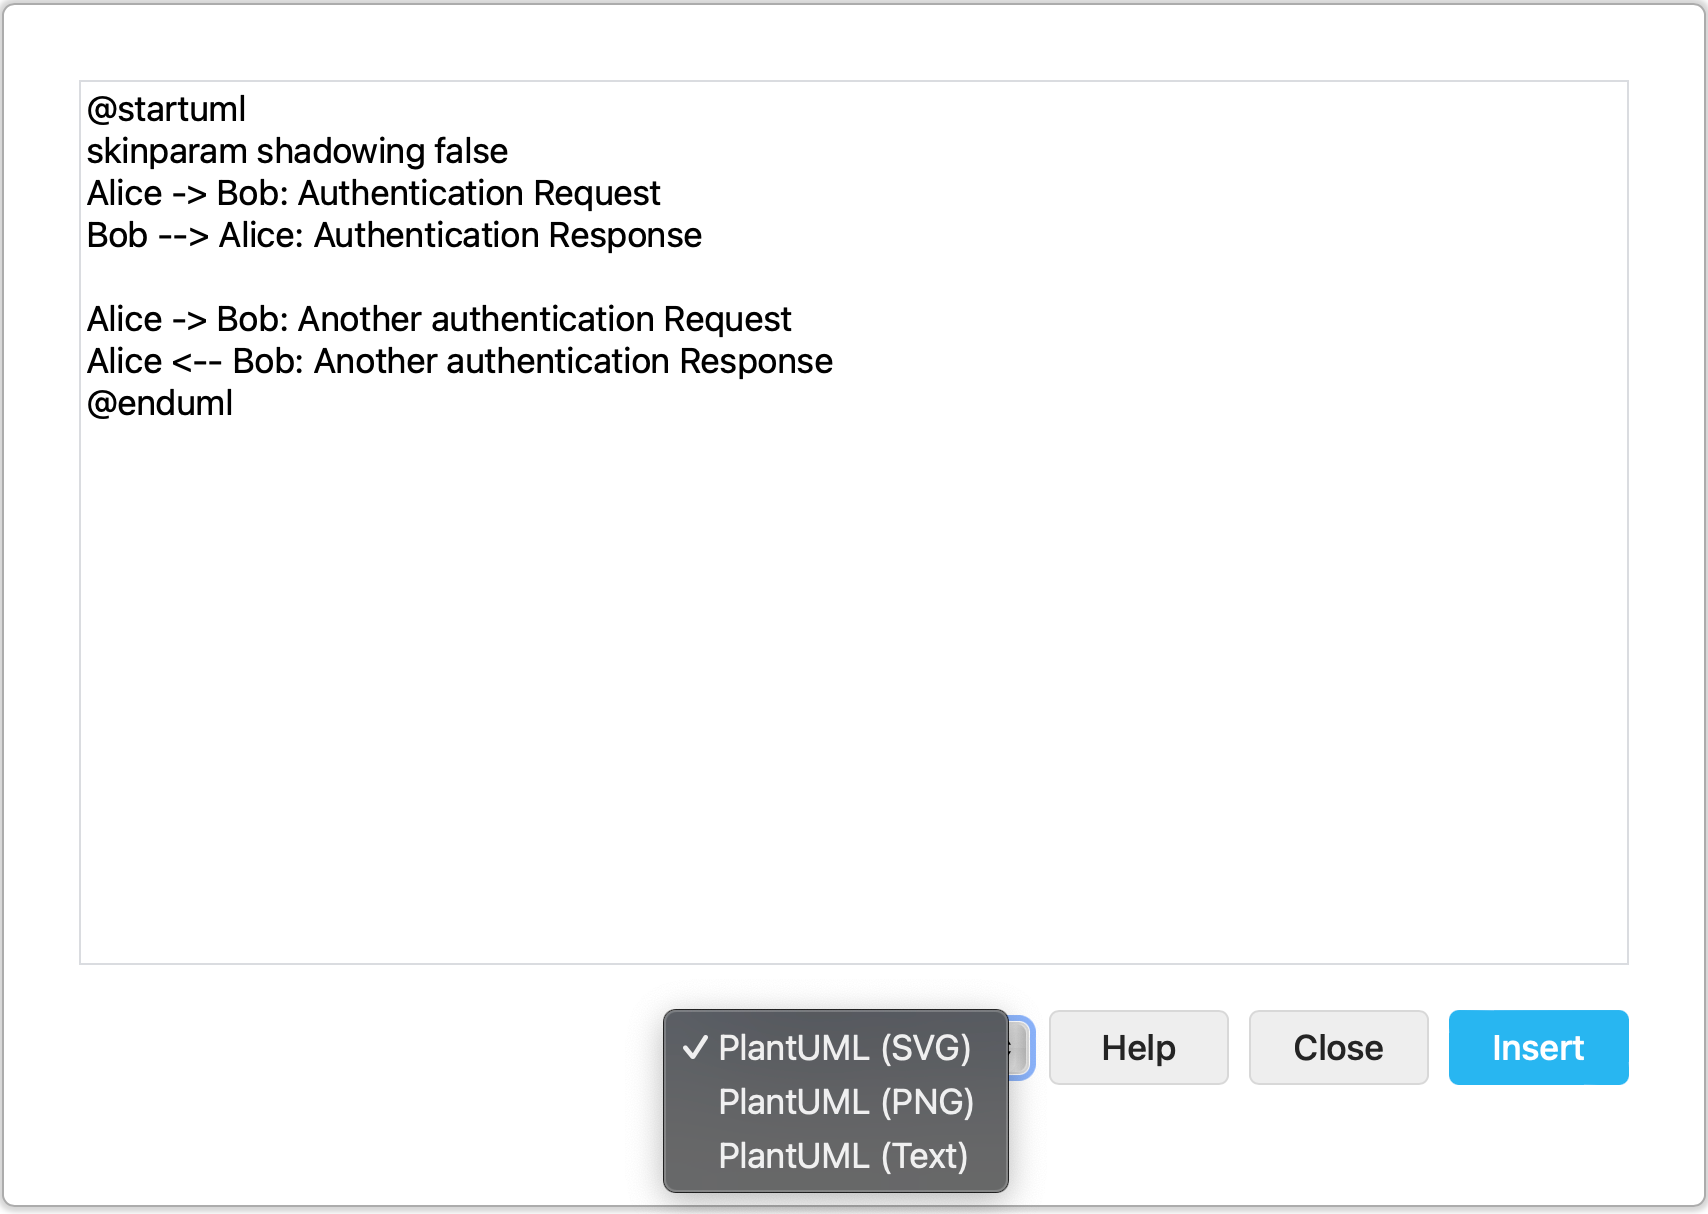 @startuml
skinparam shadowing false
Alice -> Bob: Authentication Request
Bob --> Alice: Authentication Response

Alice -> Bob: Another authentication Request
Alice <-- Bob: Another authentication Response
@enduml
✓ PlantUML (SVG)
PlantUML (PNG)
PlantUML (Text)
Help
Close
Insert